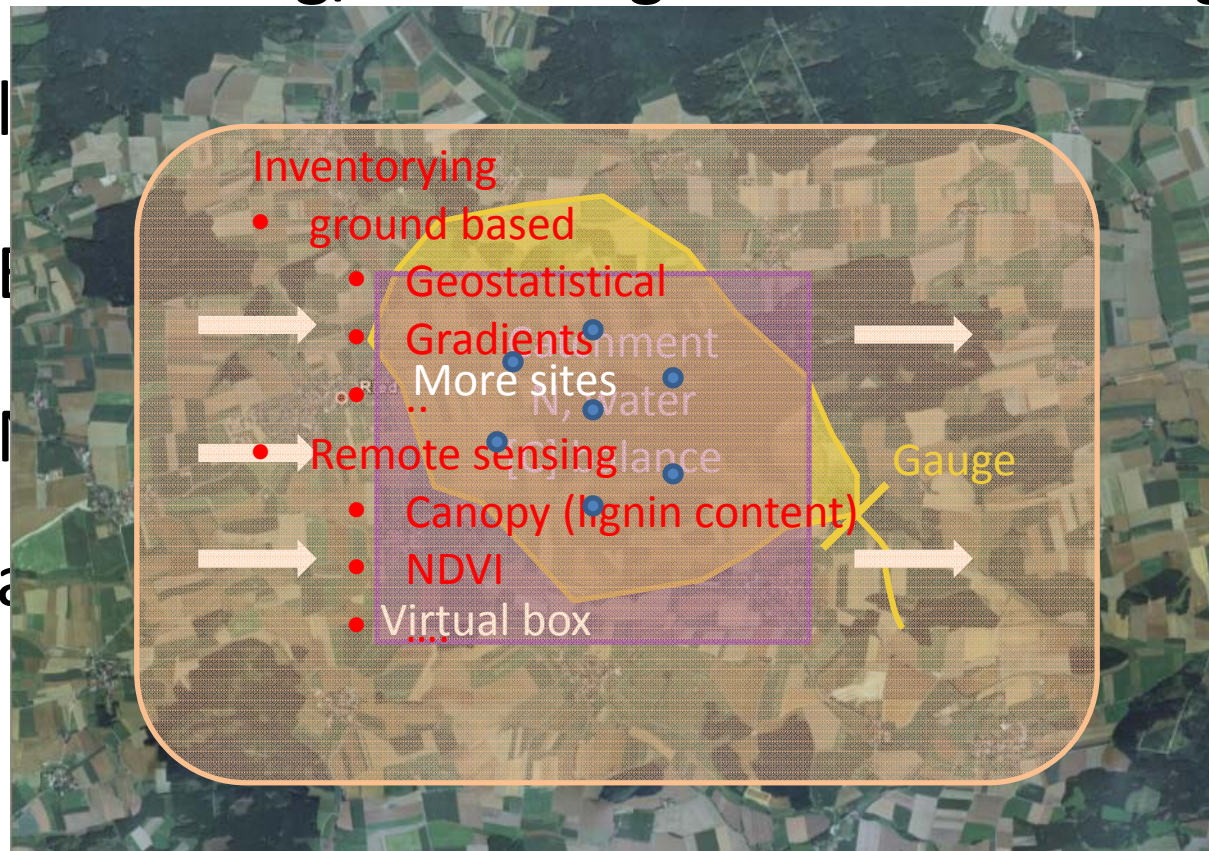 Inventorying
• ground based
• Geostatistical
• Gradients
Catchment
More sites
• ..
N, Water
• Remote sensing
[C] balance
Gauge
• Canopy (lignin content)
• NDVI
Virtual box
• ....